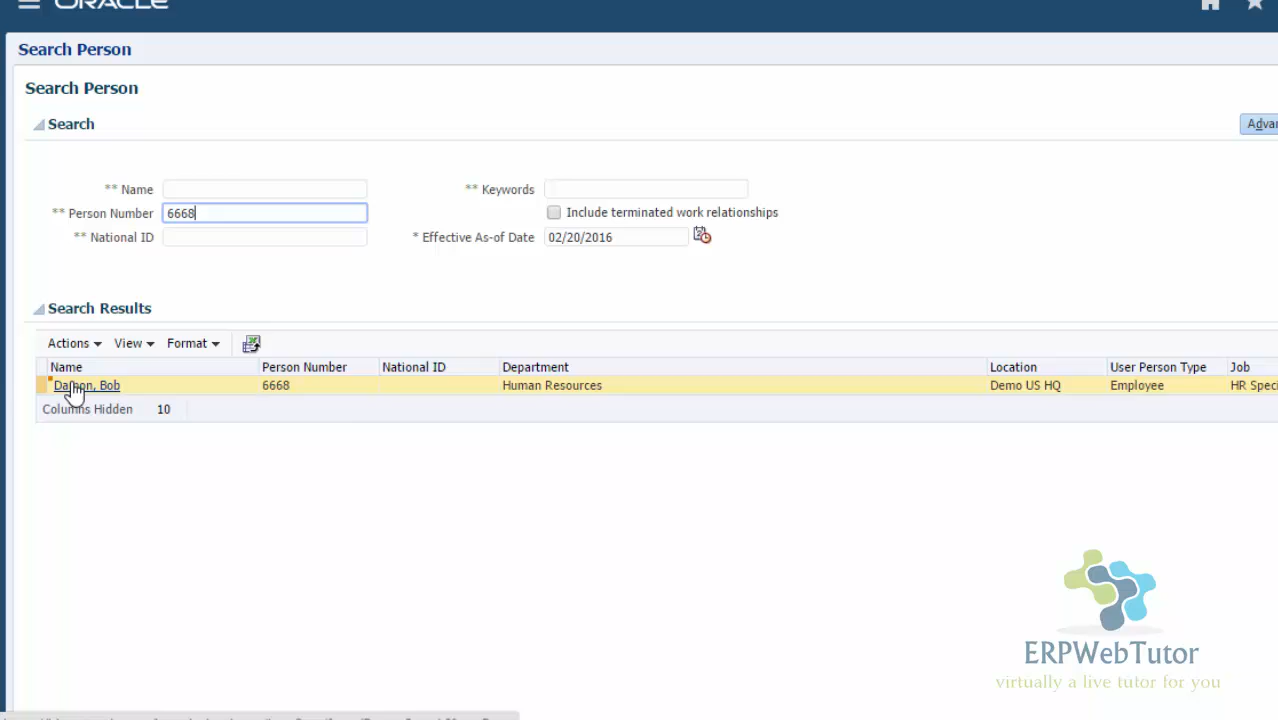 ORACLE
Search Person
Search Person
Search
Advan
** Name
** Keywords
** Person Number 6668
Include terminated work relationships
** National ID
* Effective As-of Date 02/20/2016
Search Results
Actions View Format
Name Person Number National ID Department Location User Person Type Job
Bob 6668 Human Resources Demo US HQ Employee HR Speci
Columns Hidden 10
ERPWebTutor
virtually a live tutor for you